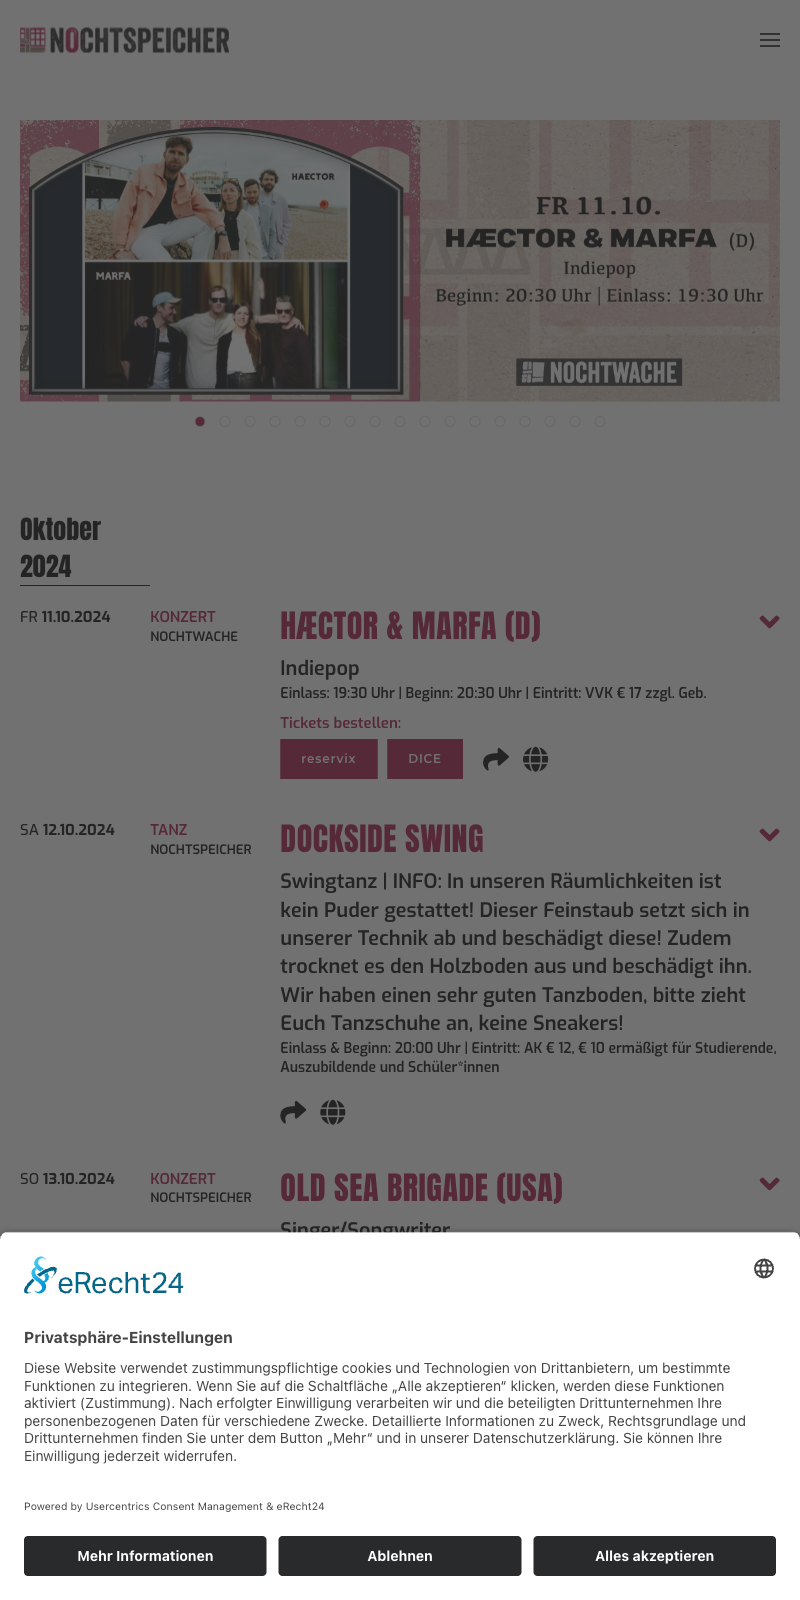 NOCHTSPEICHER
HAECTOR
MARFA
FR 11.10.
HÆCTOR & MARFA (D)
Indiepop
Beginn: 20:30 Uhr | Einlass: 19:30 Uhr
NOCHTWACHE
Oktober
2024
FR 11.10.2024
KONZERT
NOCHTWACHE
HÆCTOR & MARFA (D)
Indiepop
Einlass: 19:30 Uhr | Beginn: 20:30 Uhr | Eintritt: VVK € 17 zzgl. Geb.
Tickets bestellen:
reservix DICE
SA 12.10.2024
TANZ
NOCHTSPEICHER
DOCKSIDE SWING
Swingtanz | INFO: In unseren Räumlichkeiten ist
kein Puder gestattet! Dieser Feinstaub setzt sich in
unserer Technik ab und beschädigt diese! Zudem
trocknet es den Holzboden aus und beschädigt ihn.
Wir haben einen sehr guten Tanzboden, bitte zieht
Euch Tanzschuhe an, keine Sneakers!
Einlass & Beginn: 20:00 Uhr | Eintritt: AK € 12, € 10 ermäßigt für Studierende,
Auszubildende und Schüler*innen
SO 13.10.2024
KONZERT
NOCHTSPEICHER
OLD SEA BRIGADE (USA)
Singer/Songwriter
eRecht24
Privatsphäre-Einstellungen
Diese Website verwendet zustimmungspflichtige cookies und Technologien von Drittanbietern, um bestimmte
Funktionen zu integrieren. Wenn Sie auf die Schaltfläche „Alle akzeptieren“ klicken, werden diese Funktionen
aktiviert (Zustimmung). Nach erfolgter Einwilligung verarbeiten wir und die beteiligten Drittunternehmen Ihre
personenbezogenen Daten für verschiedene Zwecke. Detaillierte Informationen zu Zweck, Rechtsgrundlage und
Drittunternehmen finden Sie unter dem Button „Mehr“ und in unserer Datenschutzerklärung. Sie können Ihre
Einwilligung jederzeit widerrufen.
Powered by Usercentrics Consent Management & eRecht24
Mehr Informationen Ablehnen Alles akzeptieren